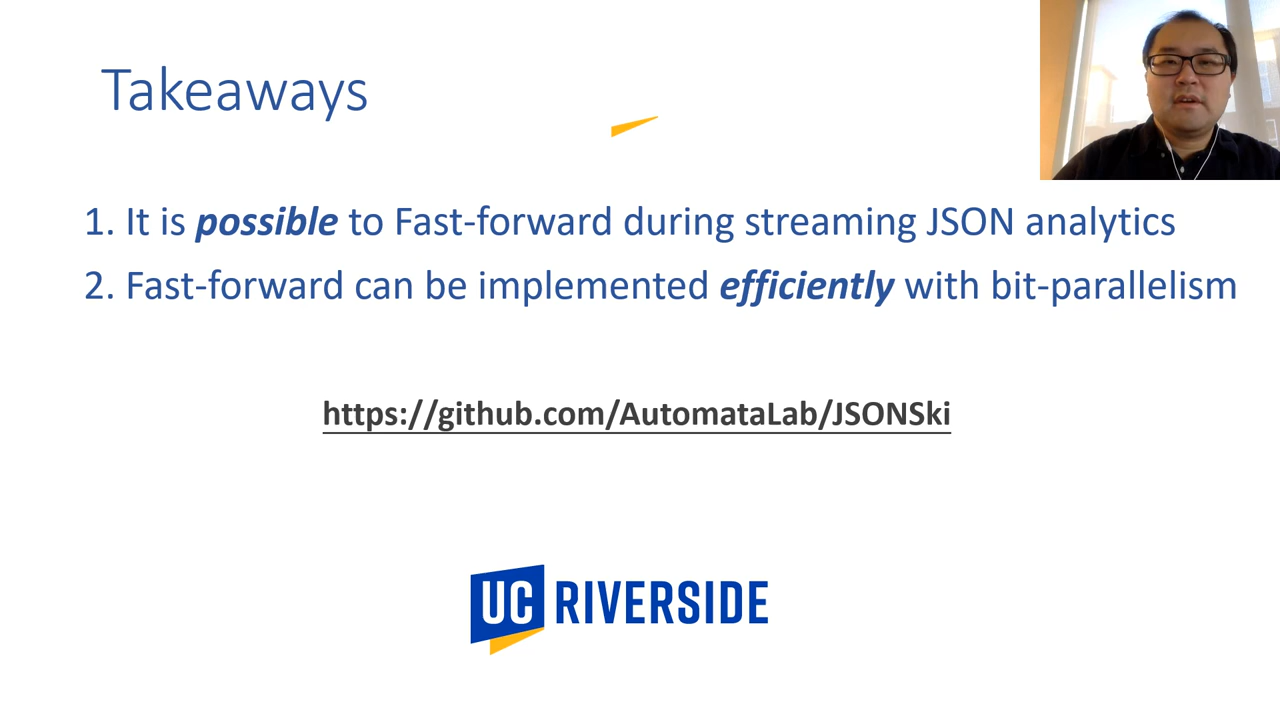 Takeaways
1. It is possible to Fast-forward during streaming JSON analytics
2. Fast-forward can be implemented efficiently with bit-parallelism
https://github.com/AutomataLab/JSONSki
UC RIVERSIDE